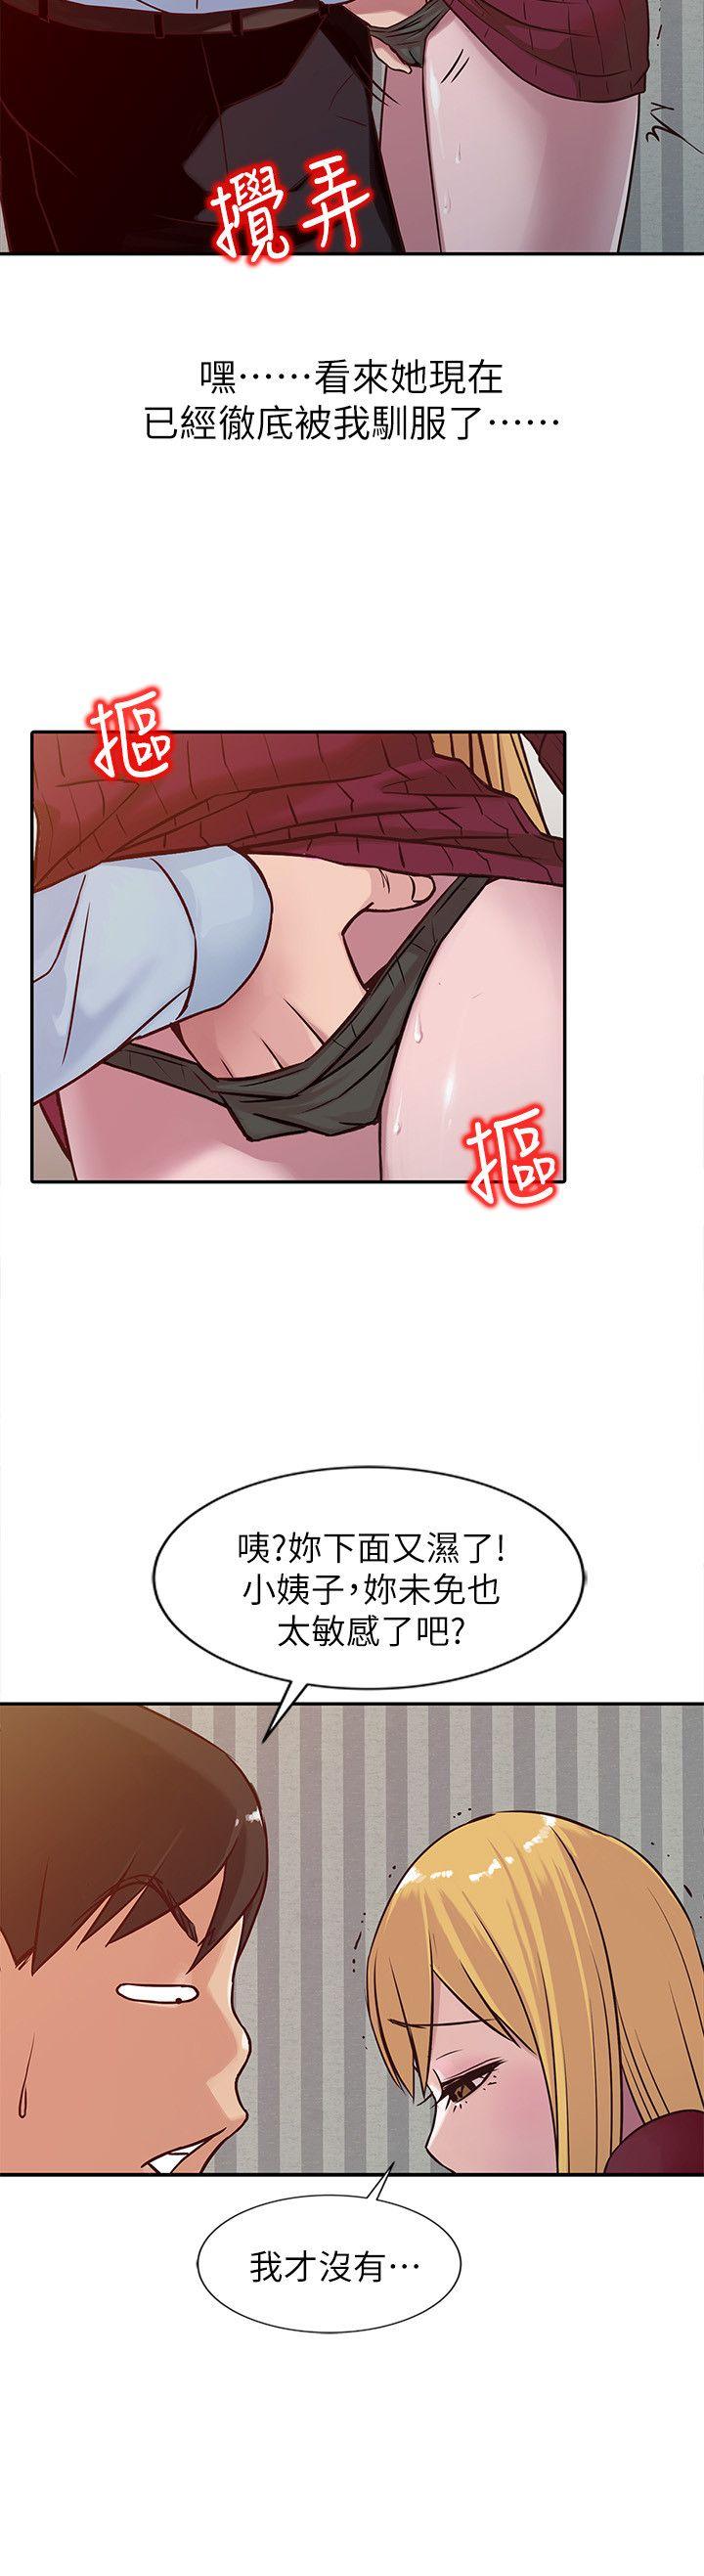 攪弄
嘿……看來她現在
已經徹底被我馴服了……
摳
摳
咦?妳下面又濕了!
小姨子，妳未免也
太敏感了吧?
我才沒有…